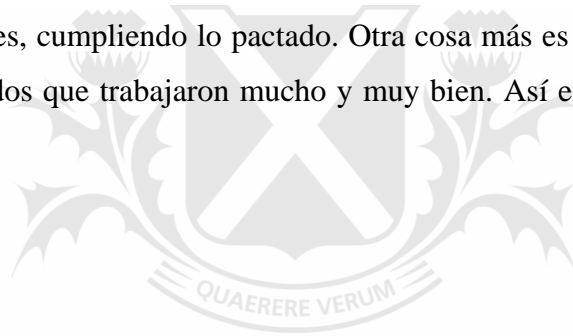 es, cumpliendo lo pactado. Otra cosa más es
dos que trabajaron mucho y muy bien. Así e
QUAERERE VERUM